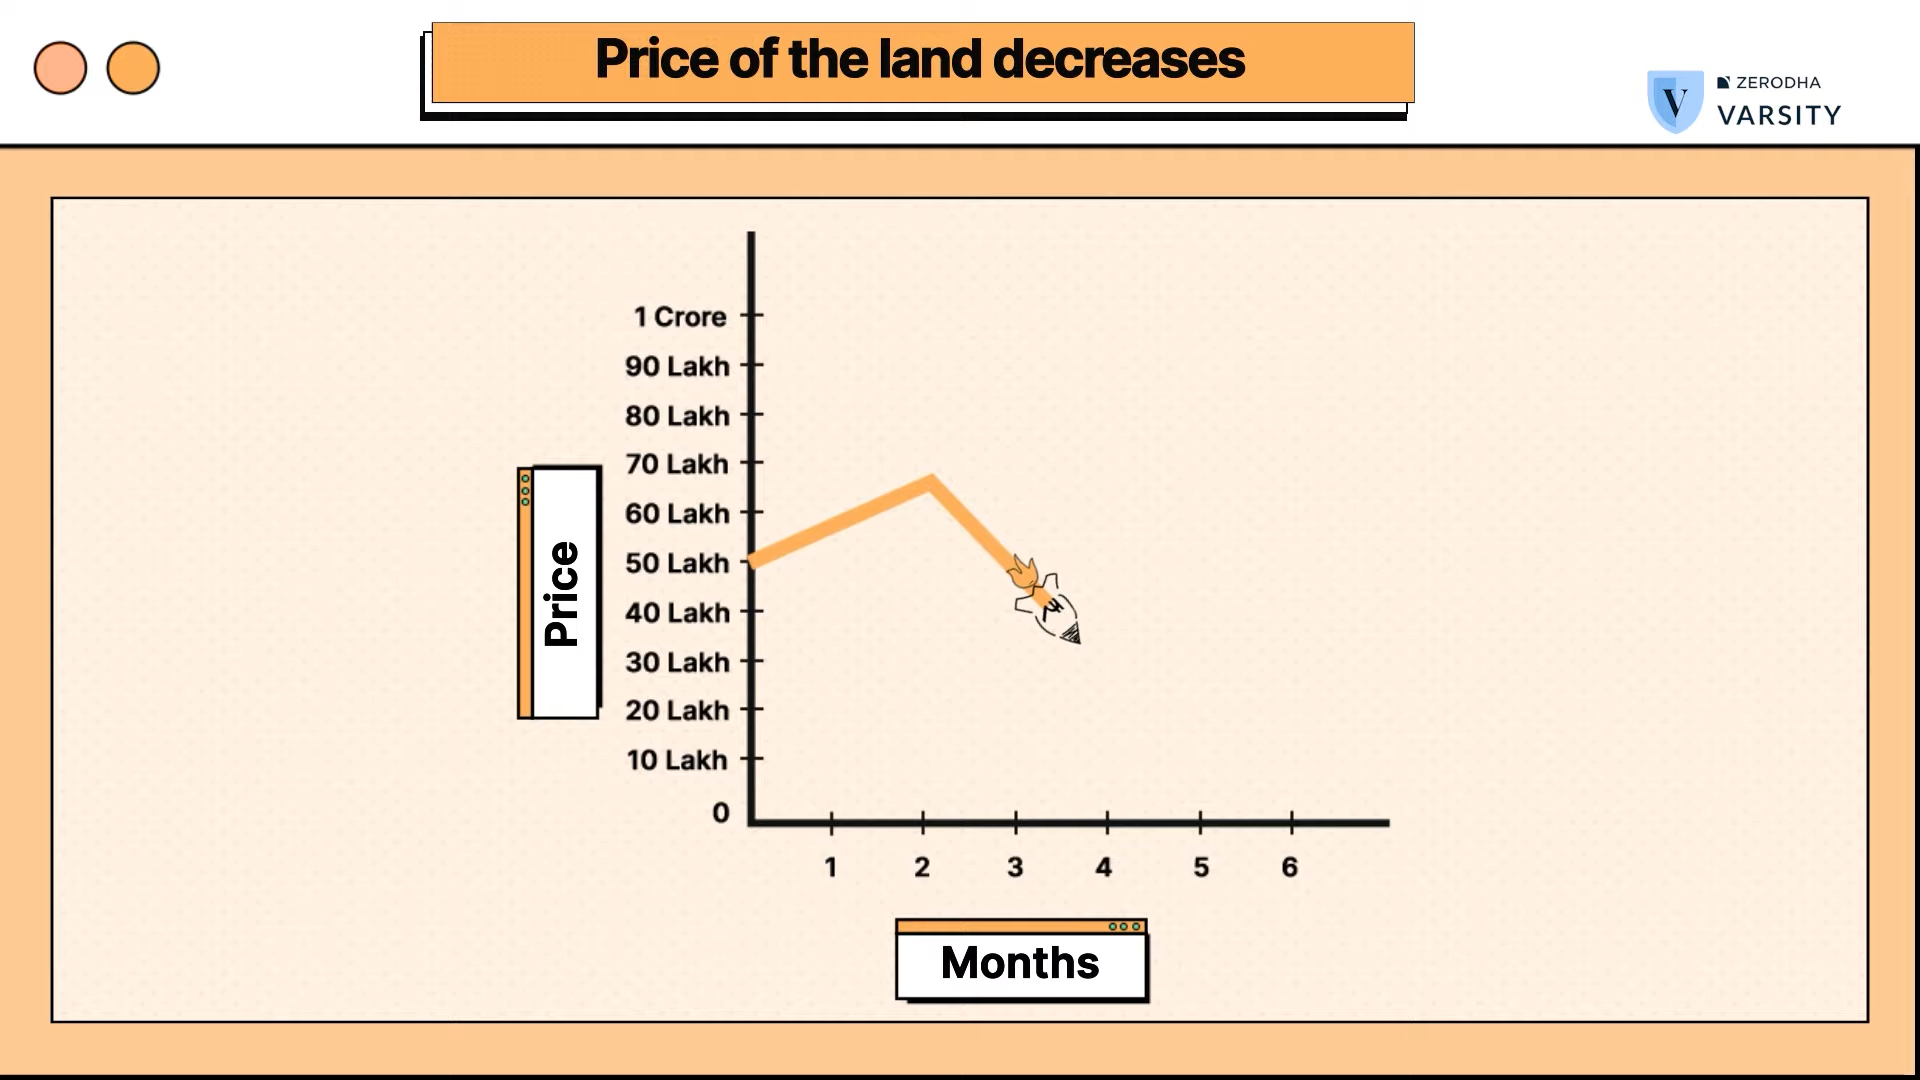 Price of the land decreases
V
ZERODHA
VARSITY
1 Crore
90 Lakh
80 Lakh
70 Lakh
60 Lakh
50 Lakh
40 Lakh
30 Lakh
20 Lakh
10 Lakh
0
Price
₹
1 2 3 4 5 6
Months